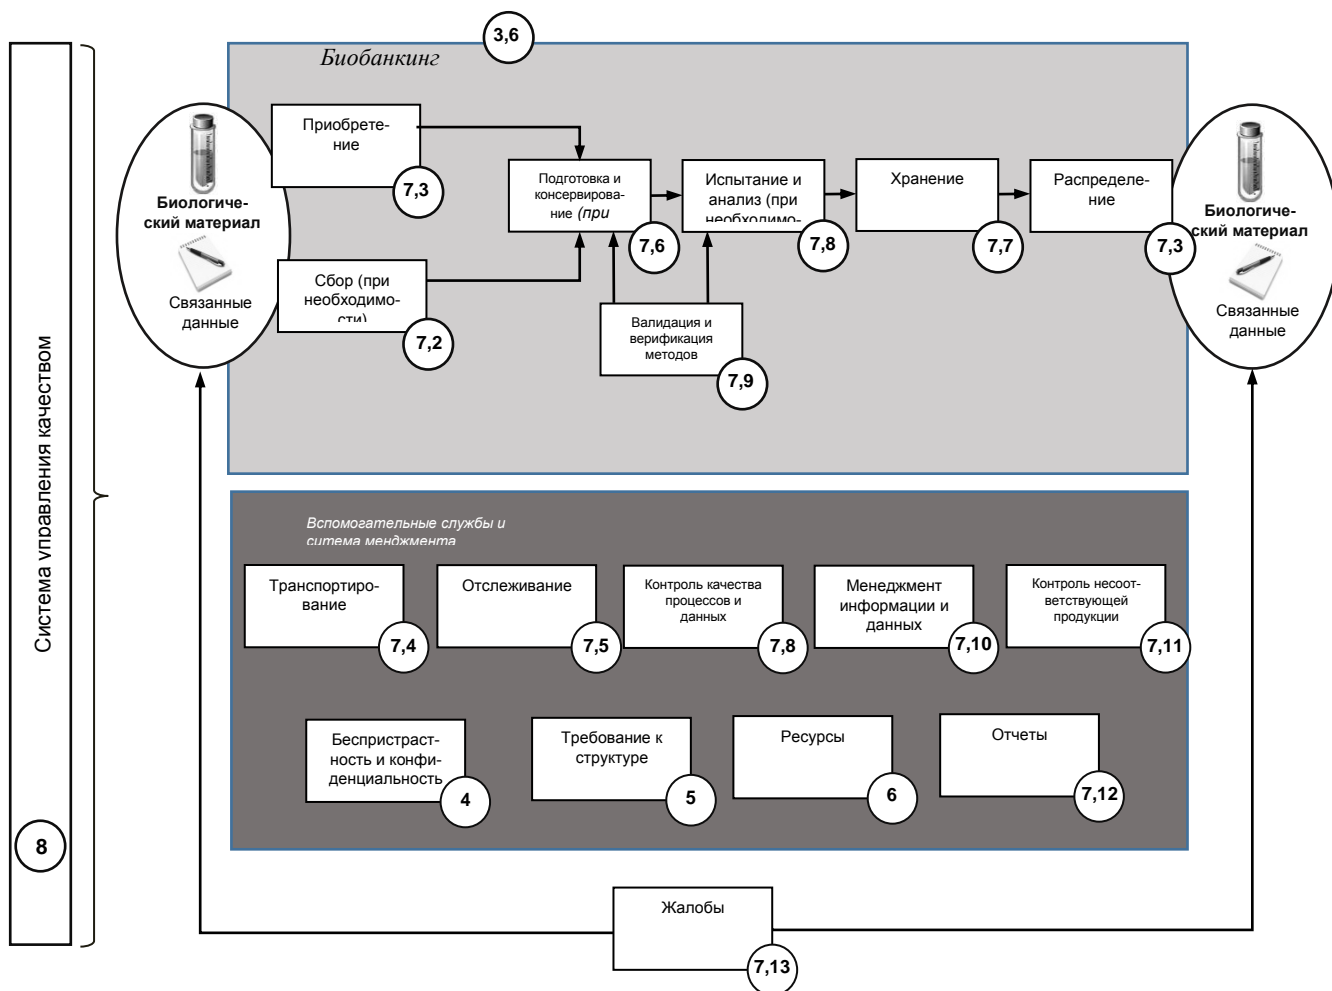 3,6
Биобанкинг
Приобрете-
ние
7,3
Биологиче-
ский материал
Связанные
данные
Сбор (при
необходимо-
сти)
7,2
Подготовка и
консервирова-
ние (при
7,6
Испытание и
анализ (при
необходимо-
7,8
Хранение
7,7
Распределе-
ние
7,3
Биологиче-
ский материал
Связанные
данные
Валидация и
верификация
методов
7,9
Система управления качеством
8
Вспомогательные службы и
ситема менджмента
Транспортиро-
вание
7,4
Отслеживание
7,5
Контроль качества
процессов и
данных
7,8
Менеджмент
информации и
данных
7,10
Контроль несоот-
ветствующей
продукции
7,11
Беспристраст-
ность и конфи-
денциальность
4
Требование к
структуре
5
Ресурсы
6
Отчеты
7,12
Жалобы
7,13